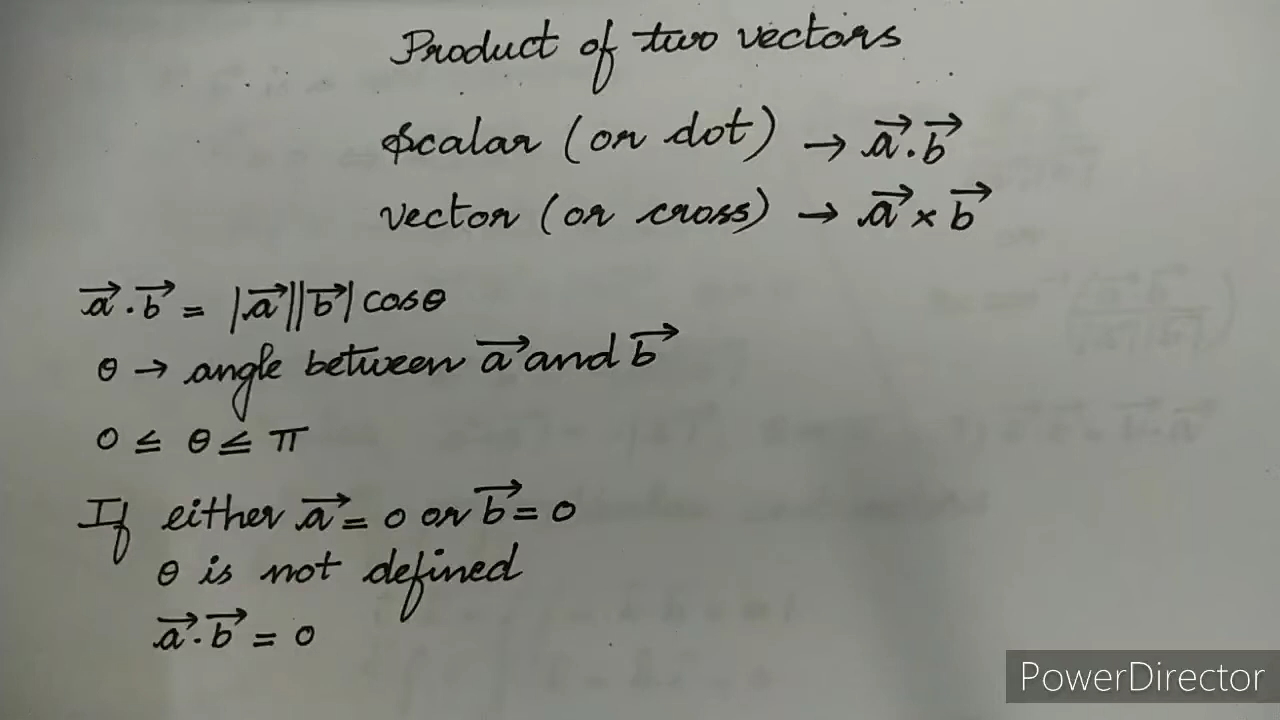 Product of two vectors
Scalar (or dot) → a⃗.b⃗
vector (or cross) → a⃗ × b⃗
a⃗.b⃗ = |a⃗||b⃗| cosθ
θ → angle between a⃗ and b⃗
0 ≤ θ ≤ π
If either a⃗ = 0 or b⃗ = 0
θ is not defined
a⃗.b⃗ = 0
PowerDirector